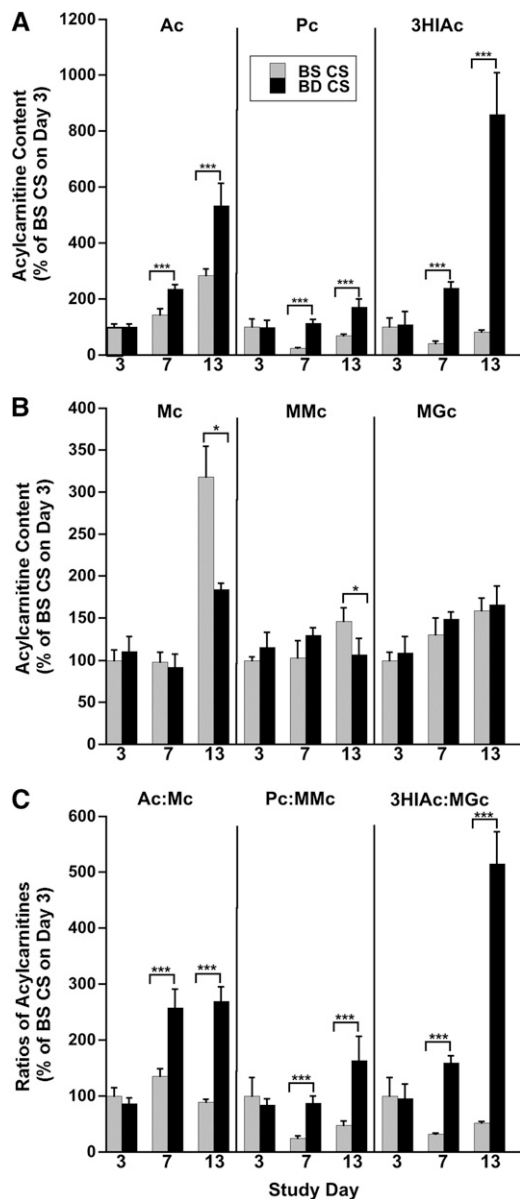 A
Ac Pc 3HIAc
BS CS
BD CS
Acylcarnitine Content
(% of BS CS on Day 3)
1200
1000
800
600
400
200
0
*** *** *** *** *** ***
3 7 13 3 7 13 3 7 13
B
Mc MMc MGc
Acylcarnitine Content
(% of BS CS on Day 3)
400
350
300
250
200
150
100
50
0
* *
3 7 13 3 7 13 3 7 13
C
Ac:Mc Pc:MMc 3HIAc:MGc
Ratios of Acylcarnitines
(% of BS CS on Day 3)
600
500
400
300
200
100
0
*** *** *** *** *** ***
3 7 13 3 7 13 3 7 13
Study Day